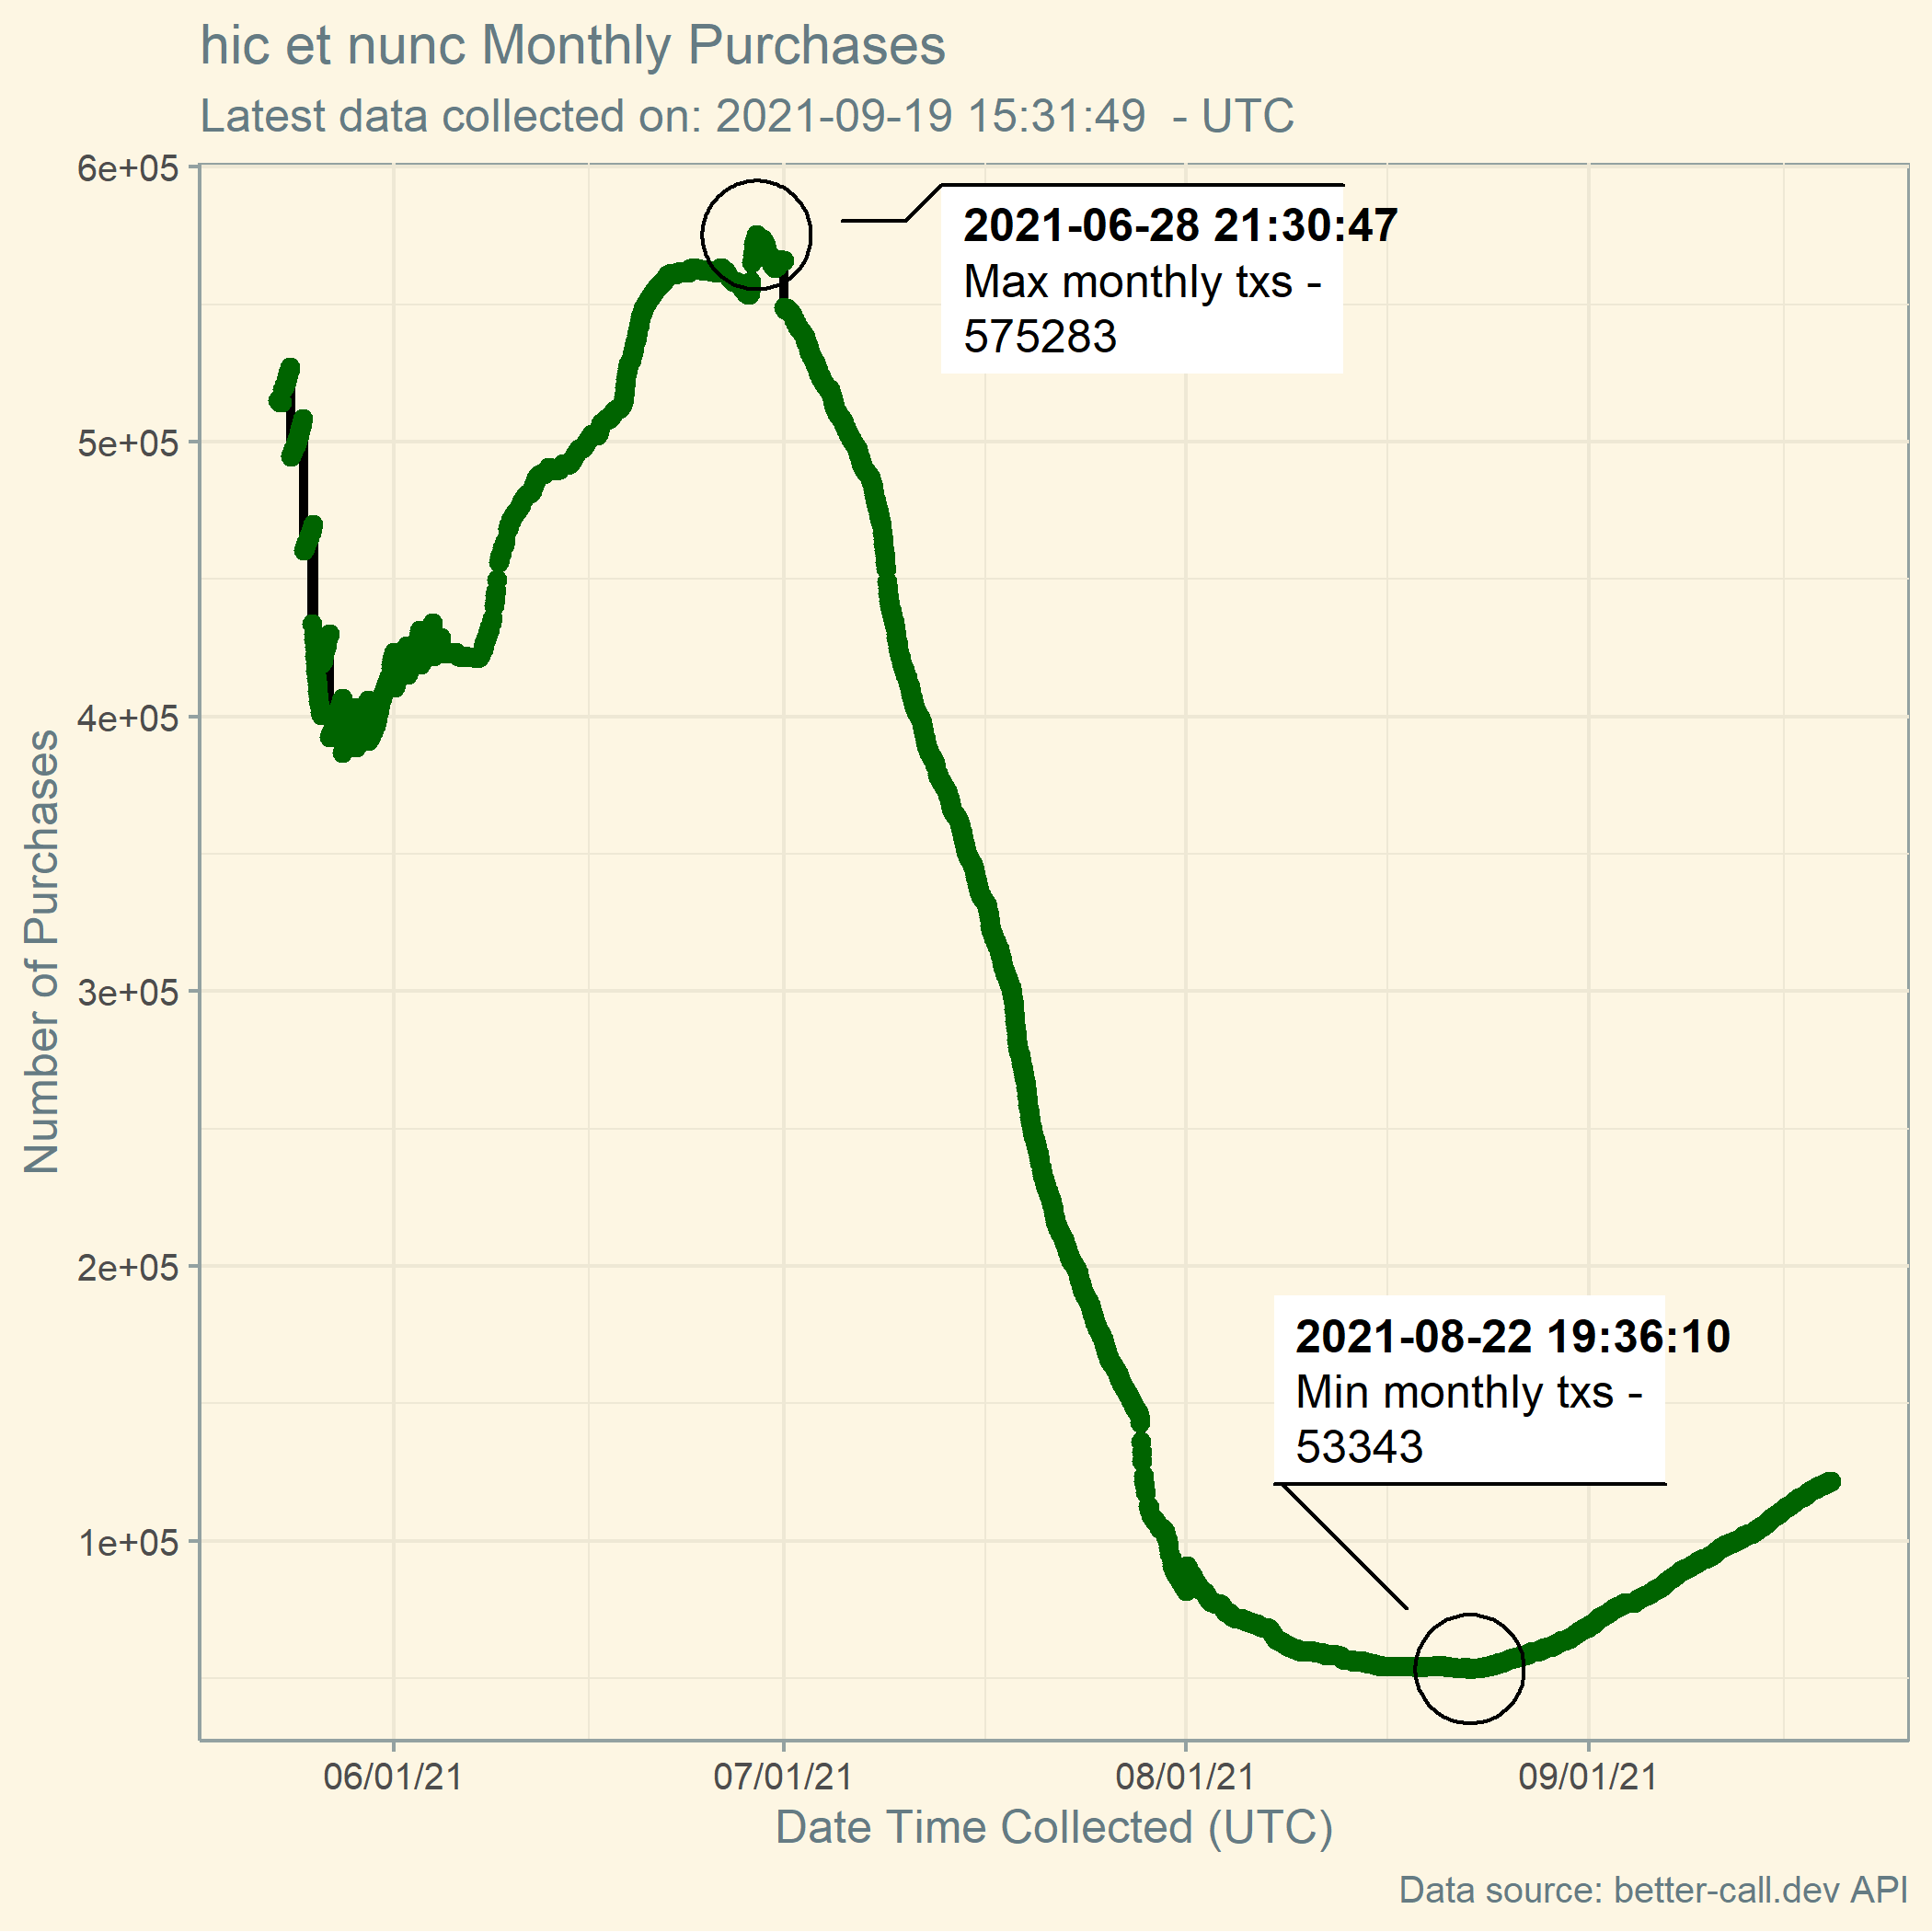 hic et nunc Monthly Purchases
Latest data collected on: 2021-09-19 15:31:49  - UTC
6e+05
5e+05
4e+05
3e+05
2e+05
1e+05
Number of Purchases
2021-06-28 21:30:47
Max monthly txs -
575283
2021-08-22 19:36:10
Min monthly txs -
53343
06/01/21
07/01/21
08/01/21
09/01/21
Date Time Collected (UTC)
Data source: better-call.dev API